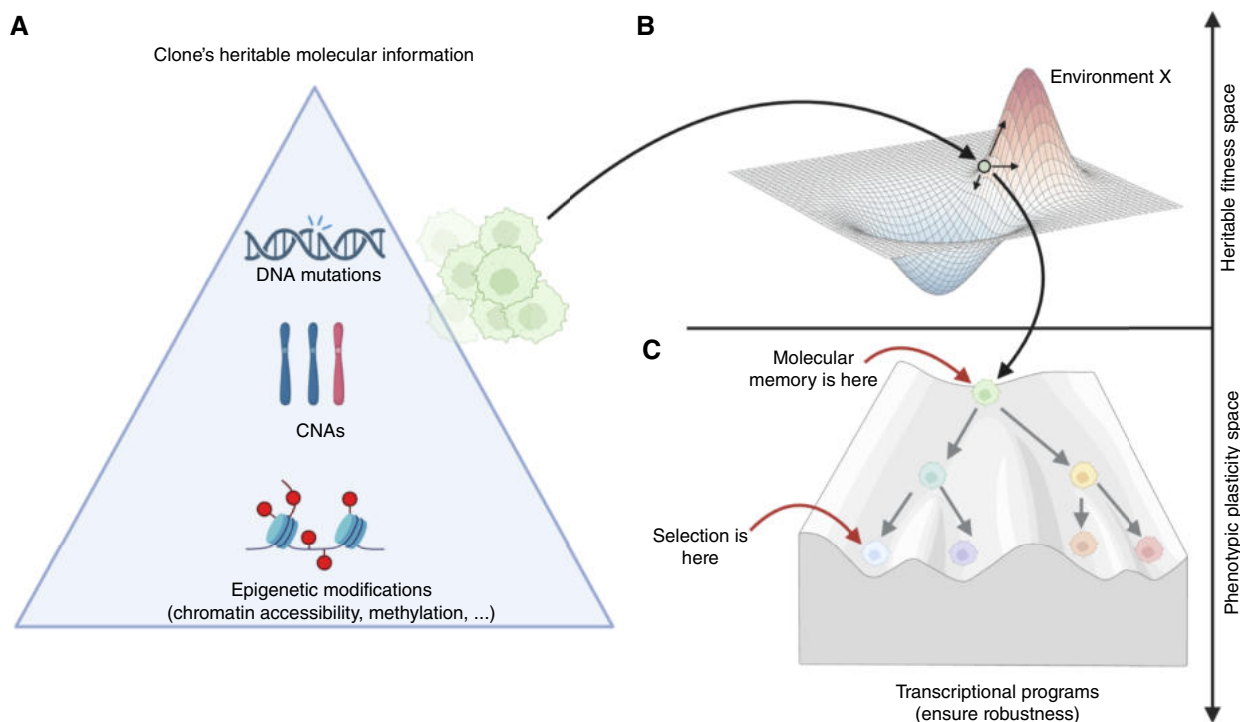 A
Clone's heritable molecular information
DNA mutations
CNAs
Epigenetic modifications
(chromatin accessibility, methylation, ...)
B
Environment X
Heritable fitness space
C
Molecular
memory is here
Selection is
here
Transcriptional programs
(ensure robustness)
Phenotypic plasticity space